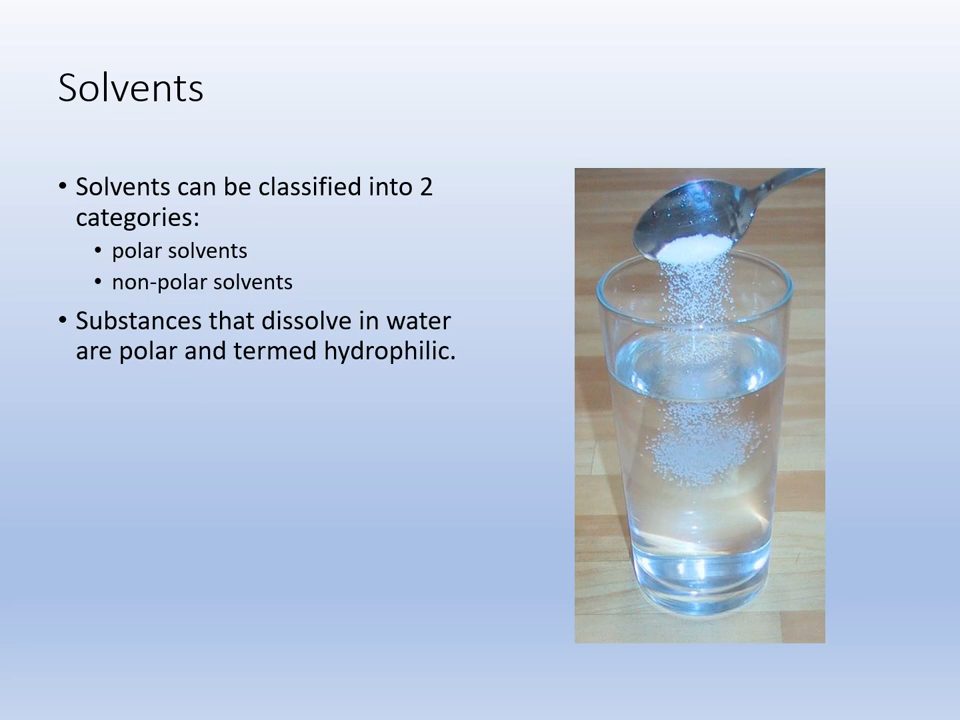 Solvents
• Solvents can be classified into 2
categories:
• polar solvents
• non-polar solvents
• Substances that dissolve in water
are polar and termed hydrophilic.